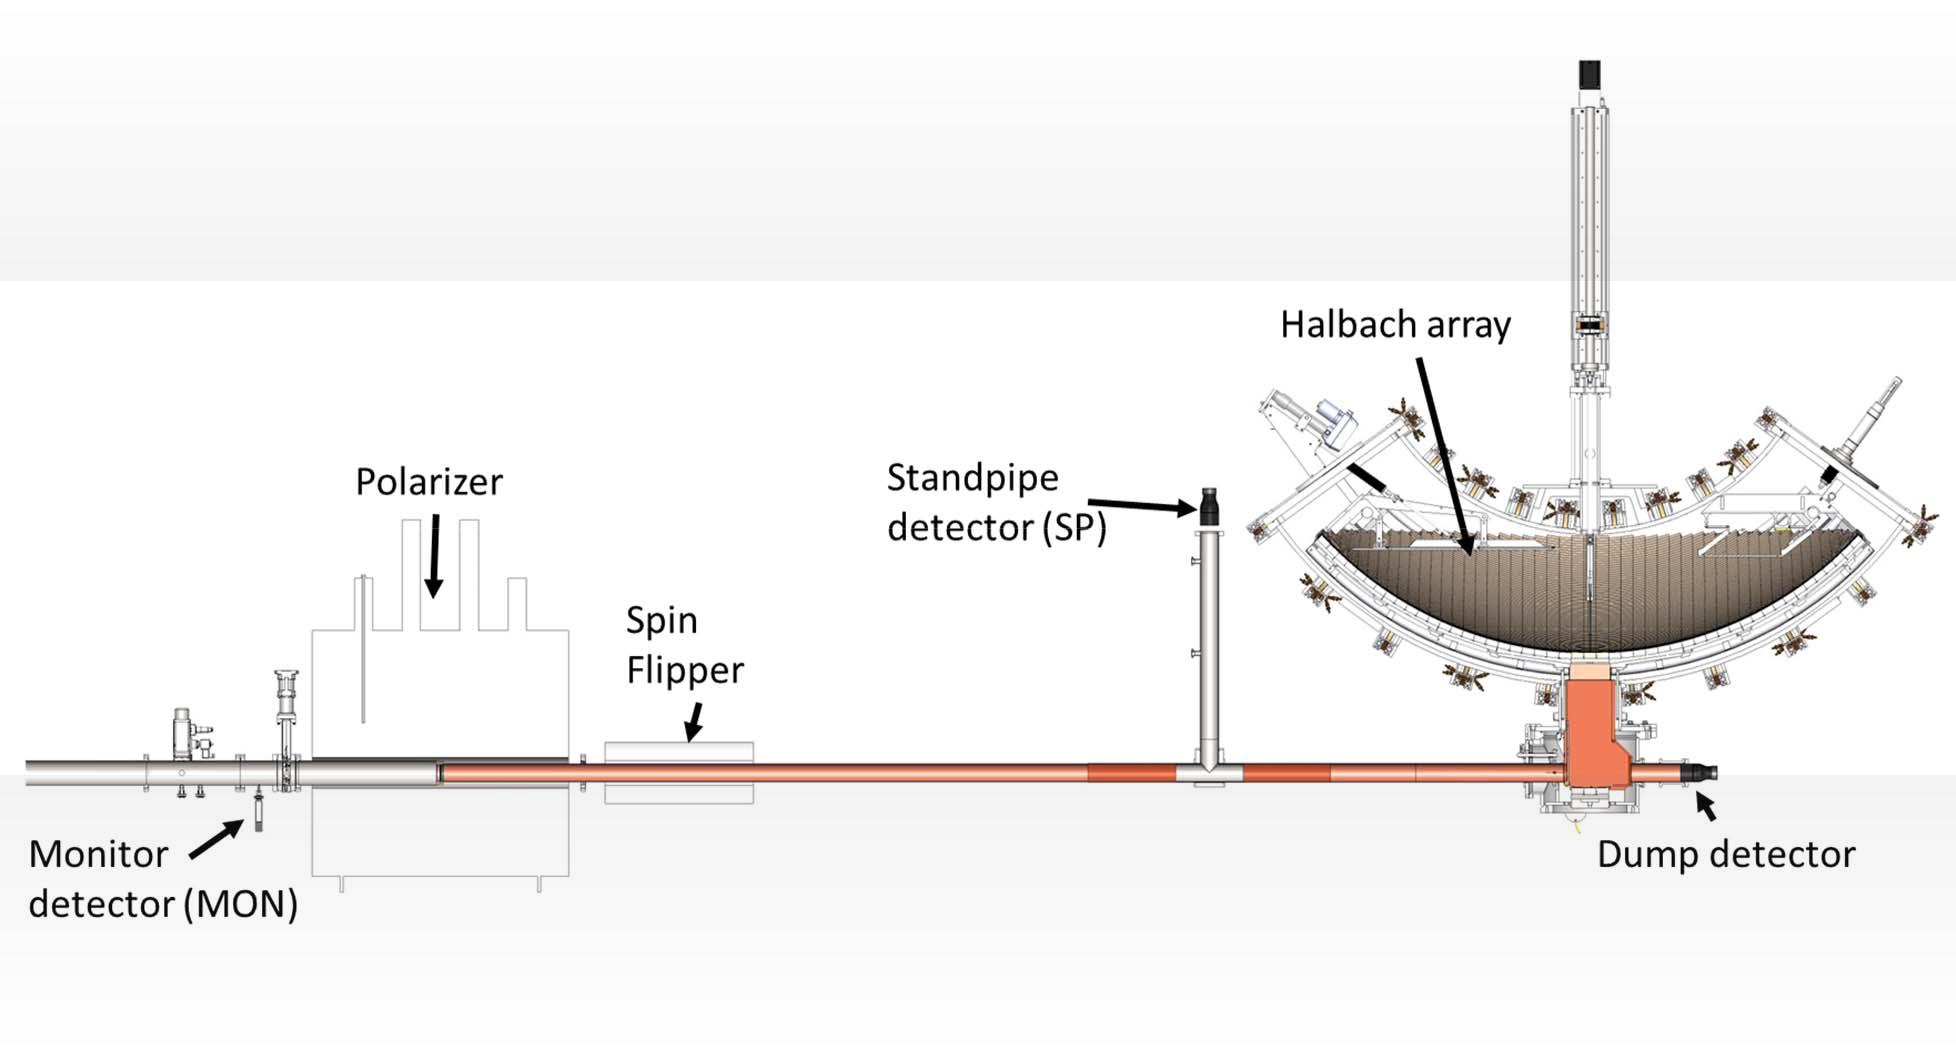 Halbach array
Polarizer
Standpipe
detector (SP)
Spin
Flipper
Monitor
detector (MON)
Dump detector